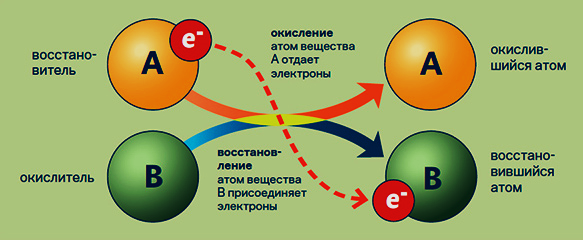 восстано-
витель
A
e-
окисление
атом вещества
A отдает
электроны
A
окислив-
шийся атом
окислитель
B
восстанов-
ление
атом вещества
B присоединяет
электроны
B
e-
восстано-
вившийся
атом